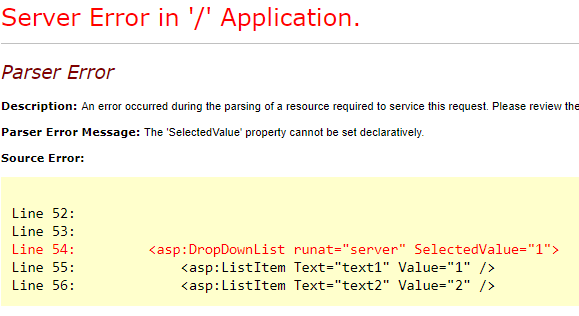 Server Error in '/' Application.
Parser Error
Description: An error occurred during the parsing of a resource required to service this request. Please review the
Parser Error Message: The 'SelectedValue' property cannot be set declaratively.
Source Error:
Line 52:
Line 53:
Line 54:         <asp:DropDownList runat="server" SelectedValue="1">
Line 55:             <asp:ListItem Text="text1" Value="1" />
Line 56:             <asp:ListItem Text="text2" Value="2" />